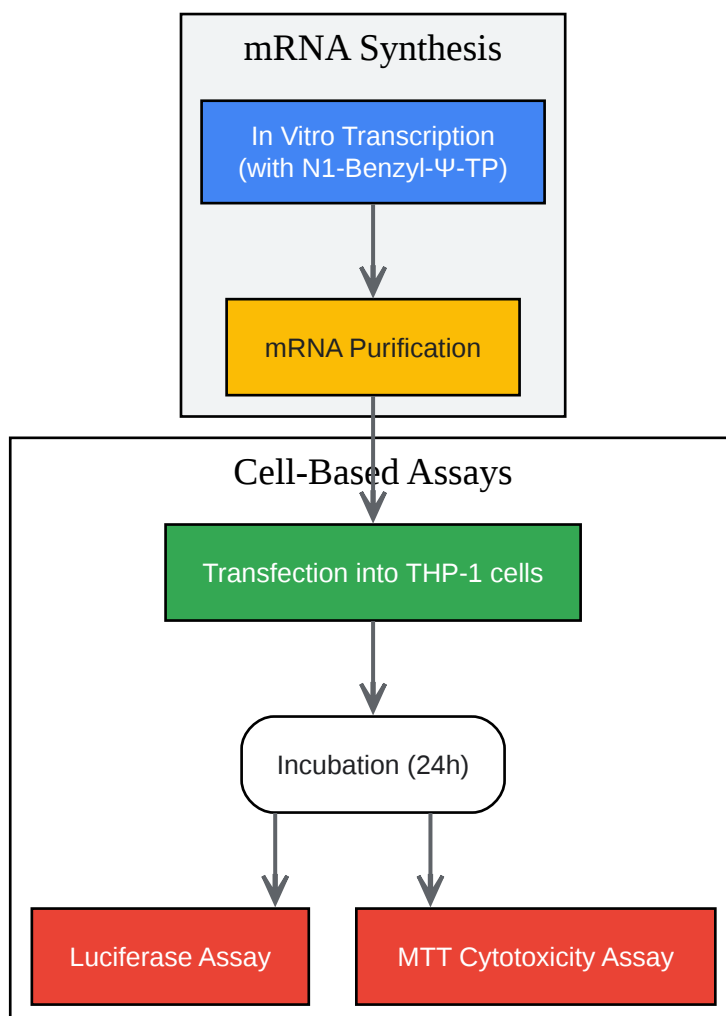 mRNA Synthesis
In Vitro Transcription
(with N1-Benzyl-Ψ-TP)
mRNA Purification
Cell-Based Assays
Transfection into THP-1 cells
Incubation (24h)
Luciferase Assay
MTT Cytotoxicity Assay